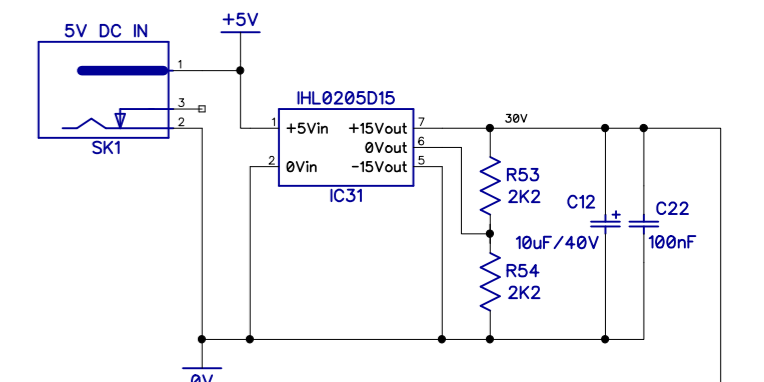 +5V
5V DC IN
1
3
2
SK1
IHL0205D15
1 +5Vin +15Vout 7
0Vout 6
2 0Vin -15Vout 5
IC31
30V
R53
2K2
C12
+
10uF/40V
C22
100nF
R54
2K2
0V